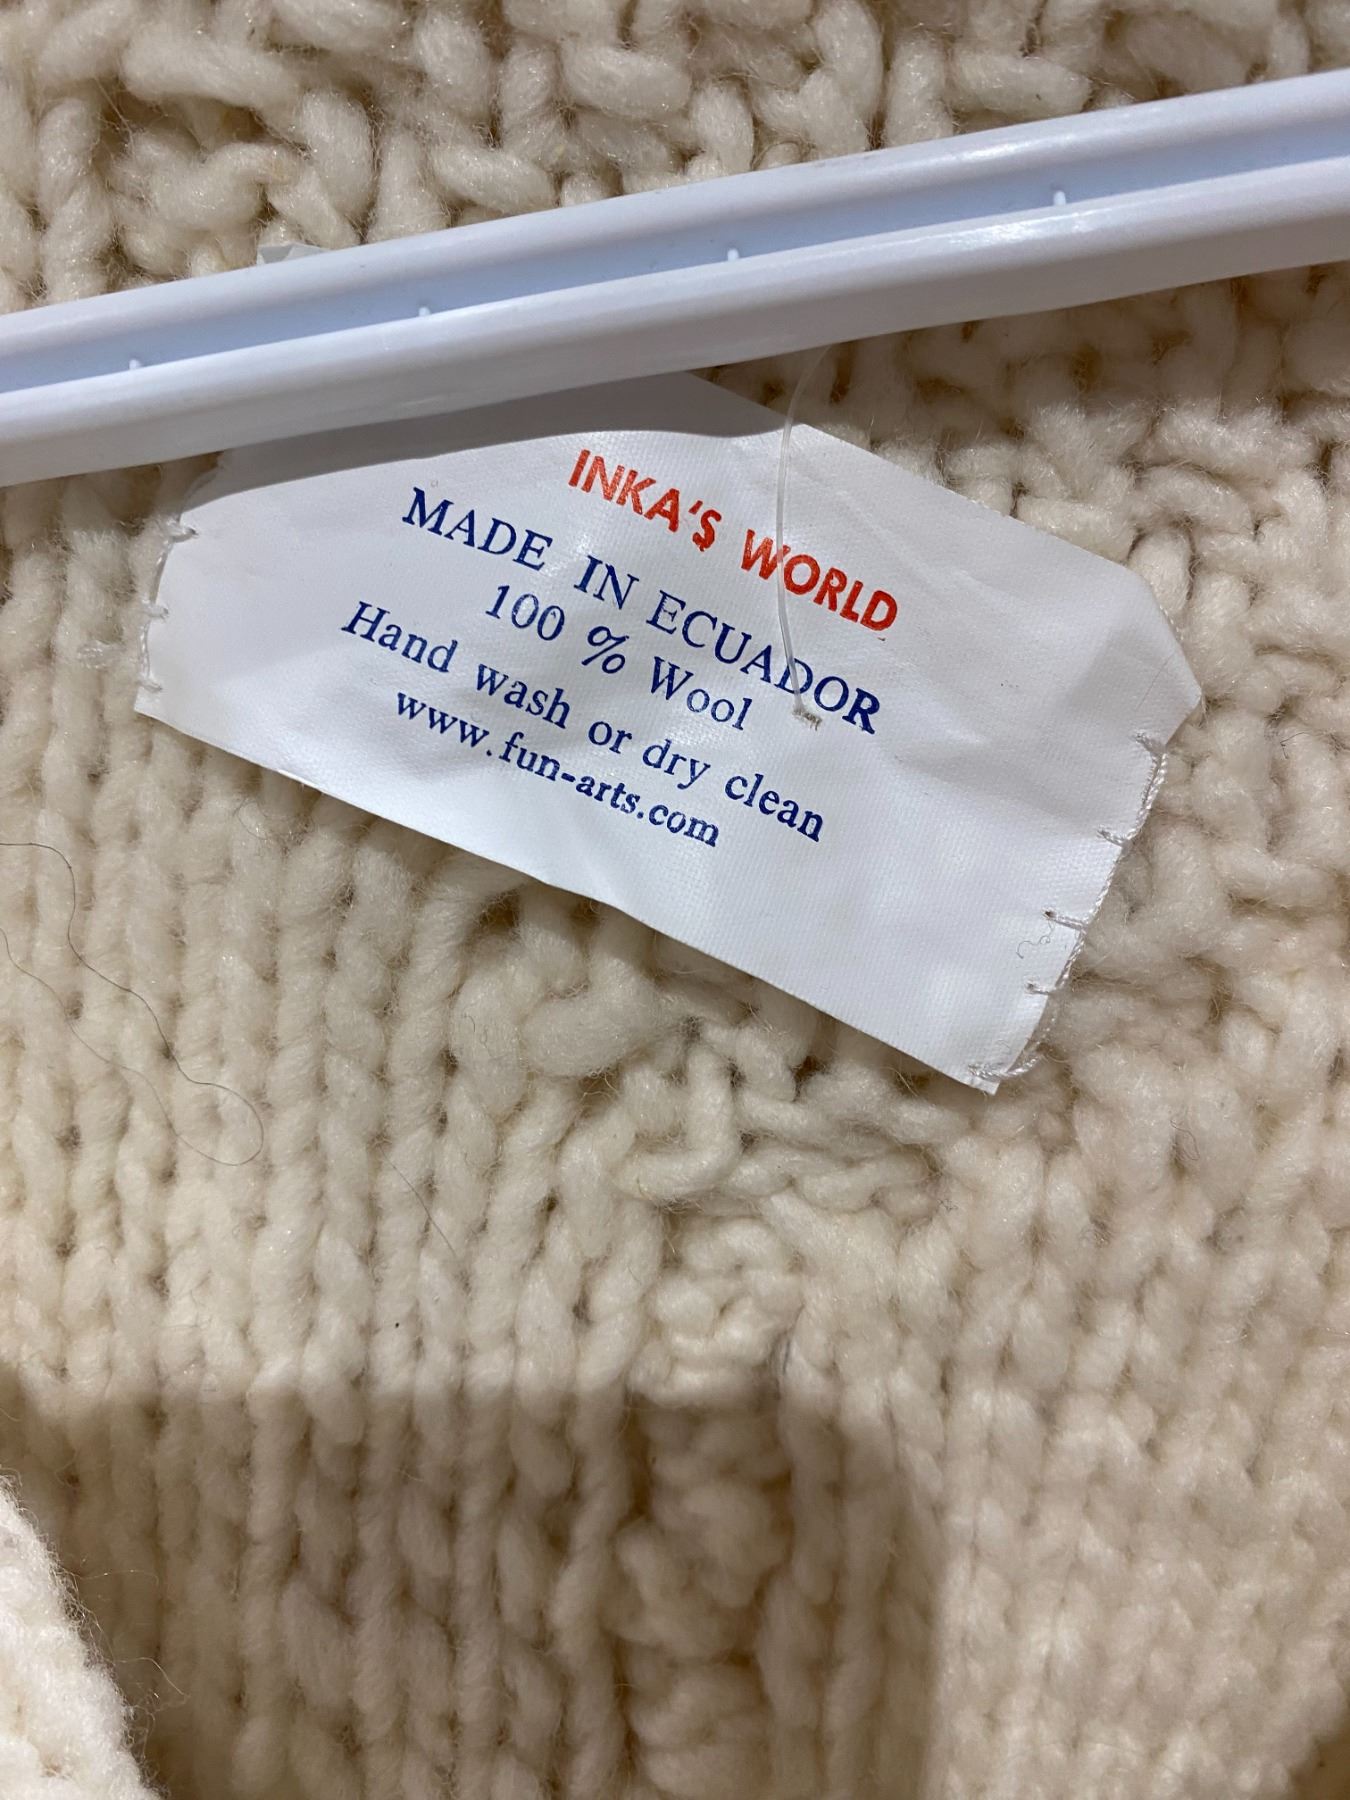 INKA'S WORLD
MADE IN ECUADOR
100 % Wool
Hand wash or dry clean
www.fun-arts.com